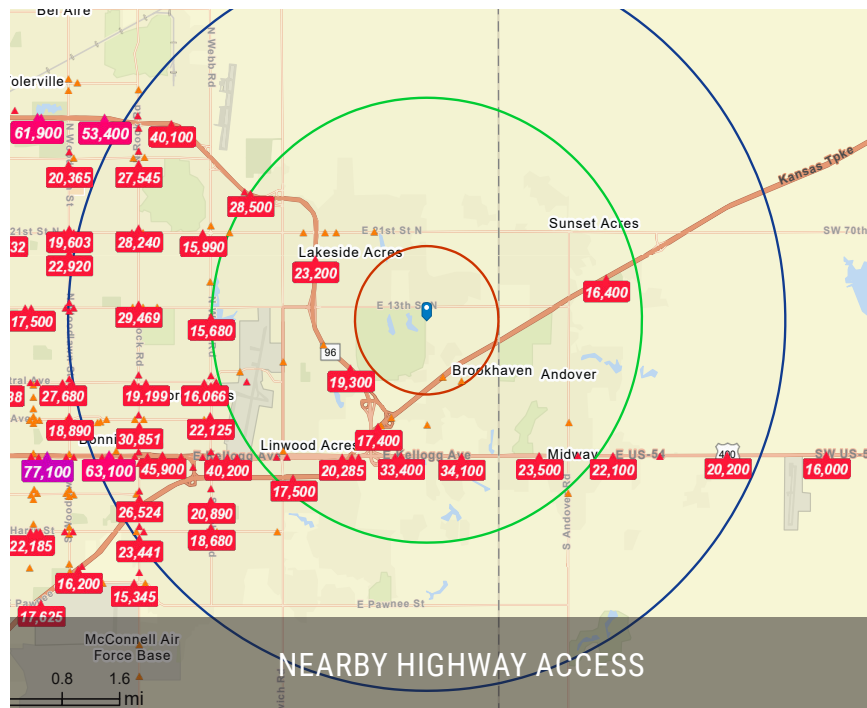 Bel Aire
N Webb Rd
Tolerville
61,900
53,400
40,100
20,365
27,545
Kansas Tpke
28,500
Sunset Acres
E 21st St N
SW 70th
19,603
28,240
15,990
32
22,920
Lakeside Acres
23,200
16,400
E 13th St N
17,500
29,469
15,680
96
19,300
Brookhaven
Andover
27,680
19,199
16,066
38
18,890
30,851
22,125
17,400
Linwood Acres
E Kellogg Ave
Midway
E US-54
400
SW US-5
77,100
63,100
45,900
40,200
20,285
33,400
34,100
23,500
22,100
20,200
16,000
17,500
26,524
20,890
S Andover Rd
22,185
23,441
18,680
16,200
15,345
17,625
E Pawnee St
E Pawnee St
McConnell Air
Force Base
NEARBY HIGHWAY ACCESS
0.8
1.6
mi